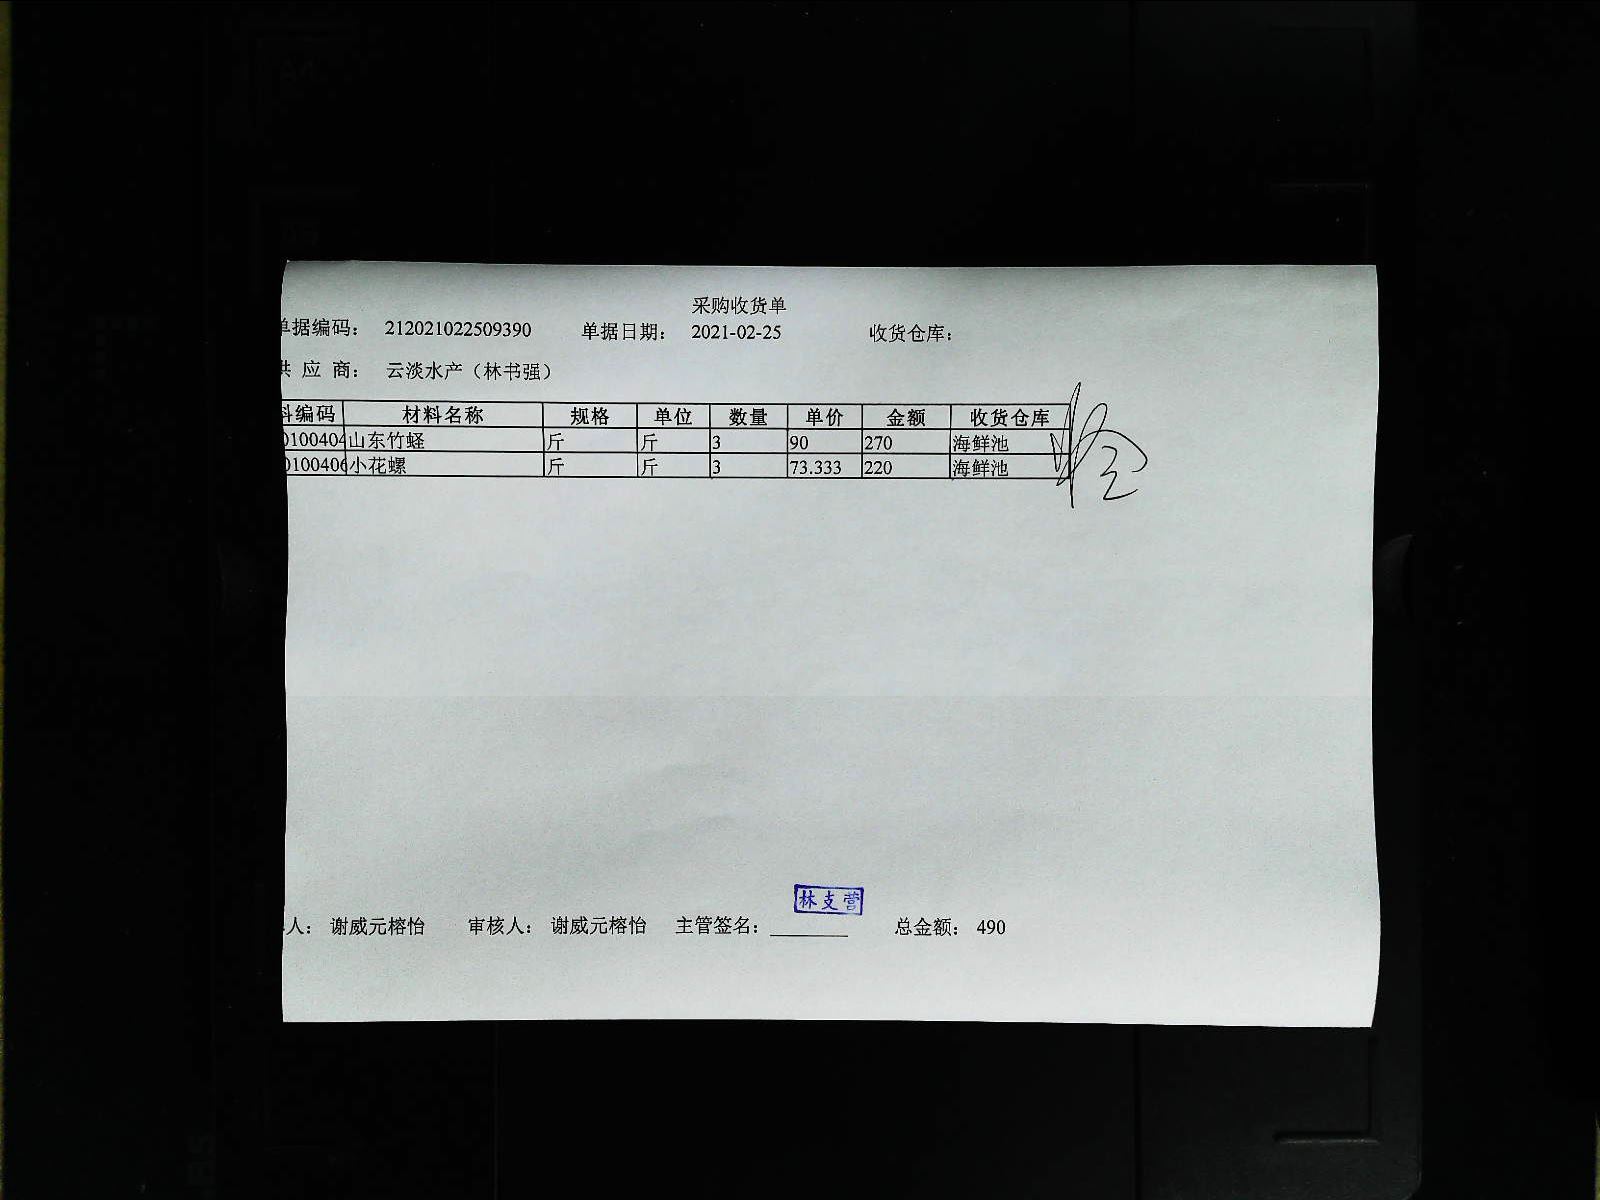 采购收货单
单据编码： 212021022509390 单据日期： 2021-02-25 收货仓库：
供 应 商： 云淡水产（林书强）
料编码 材料名称 规格 单位 数量 单价 金额 收货仓库
0100404 山东竹蛏 斤 斤 3 90 270 海鲜池
0100406 小花螺 斤 斤 3 73.333 220 海鲜池
林支营
人： 谢威元榕怡 审核人： 谢威元榕怡 主管签名： 总金额： 490